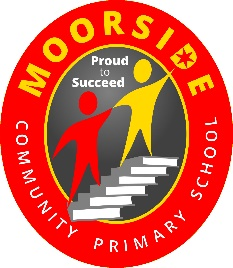 MOORSIDE
Proud
to
Succeed
COMMUNITY PRIMARY SCHOOL